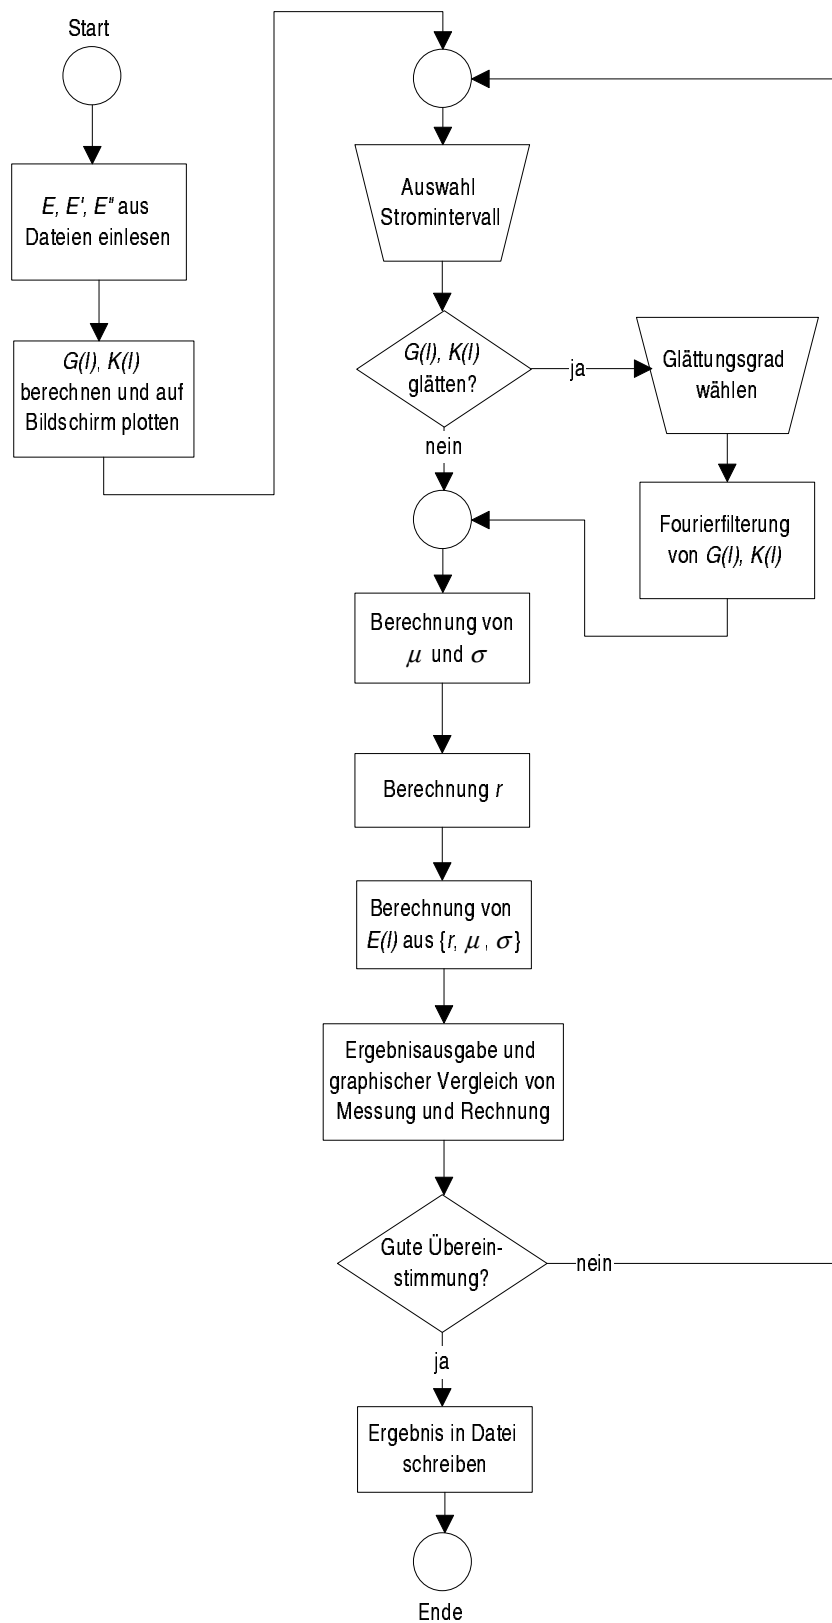 Start
E, E', E'' aus
Dateien einlesen
G(I), K(I)
berechnen und auf
Bildschirm plotten
Auswahl
Stromintervall
G(I), K(I)
glätten?
ja
Glättungsgrad
wählen
nein
Fourierfilterung
von G(I), K(I)
Berechnung von
μ und σ
Berechnung r
Berechnung von
E(I) aus {r, μ, σ}
Ergebnisausgabe und
graphischer Vergleich von
Messung und Rechnung
Gute Überein-
stimmung?
nein
ja
Ergebnis in Datei
schreiben
Ende